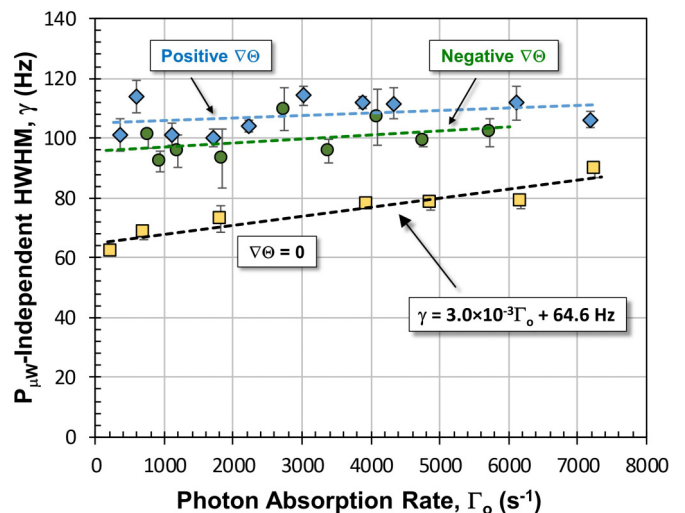 140
120
100
80
60
40
20
0
P_μW-Independent HWHM, γ (Hz)
Positive ∇Θ
Negative ∇Θ
∇Θ = 0
γ = 3.0×10⁻³Γ₀ + 64.6 Hz
0 1000 2000 3000 4000 5000 6000 7000 8000
Photon Absorption Rate, Γ₀ (s⁻¹)